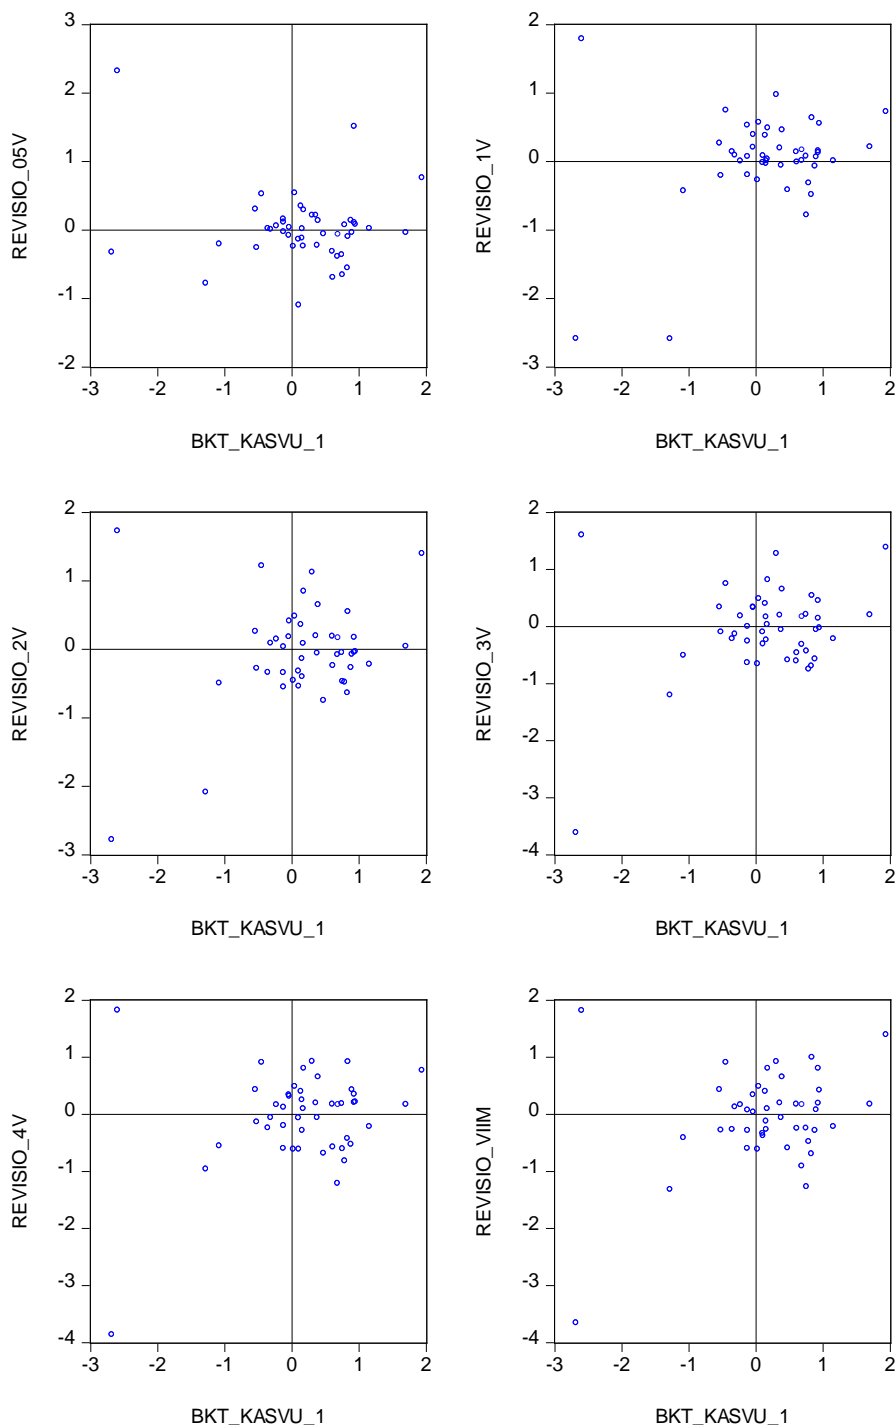 3
2
1
0
-1
-2
REVISIO_05V
-3 -2 -1 0 1 2
BKT_KASVU_1
2
1
0
-1
-2
-3
REVISIO_1V
-3 -2 -1 0 1 2
BKT_KASVU_1
2
1
0
-1
-2
-3
REVISIO_2V
-3 -2 -1 0 1 2
BKT_KASVU_1
2
1
0
-1
-2
-3
-4
REVISIO_3V
-3 -2 -1 0 1 2
BKT_KASVU_1
2
1
0
-1
-2
-3
-4
REVISIO_4V
-3 -2 -1 0 1 2
BKT_KASVU_1
2
1
0
-1
-2
-3
-4
REVISIO_VIIM
-3 -2 -1 0 1 2
BKT_KASVU_1